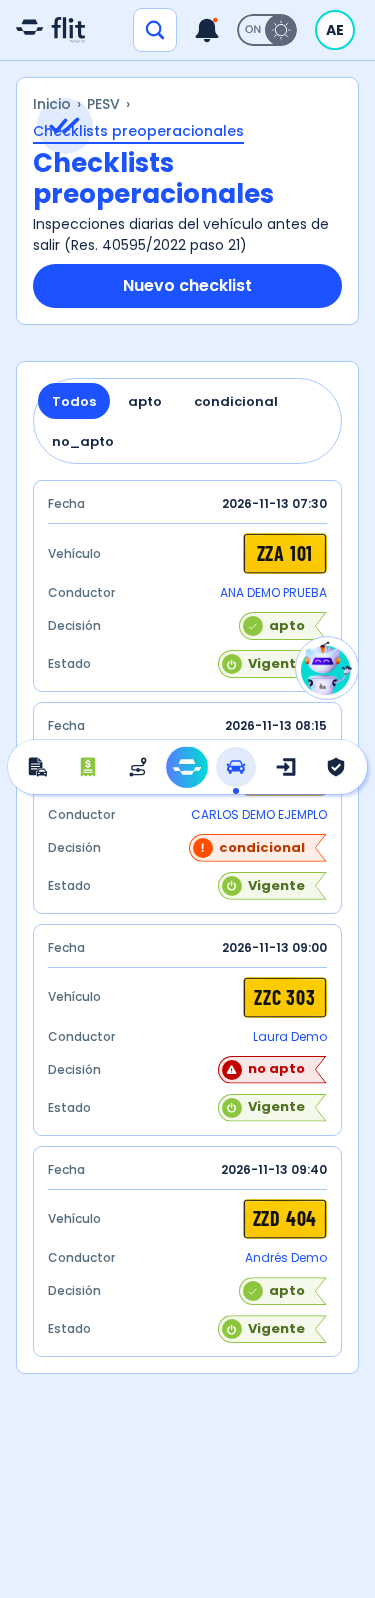 flit
ON
AE
Inicio › PESV ›
Checklists preoperacionales
Checklists
preoperacionales
Inspecciones diarias del vehículo antes de
salir (Res. 40595/2022 paso 21)
Nuevo checklist
Todos apto condicional
no_apto
Fecha 2026-11-13 07:30
Vehículo ZZA 101
Conductor ANA DEMO PRUEBA
Decisión apto
Estado Vigent
Fecha 2026-11-13 08:15
Conductor CARLOS DEMO EJEMPLO
Decisión condicional
Estado Vigente
Fecha 2026-11-13 09:00
Vehículo ZZC 303
Conductor Laura Demo
Decisión no apto
Estado Vigente
Fecha 2026-11-13 09:40
Vehículo ZZD 404
Conductor Andrés Demo
Decisión apto
Estado Vigente